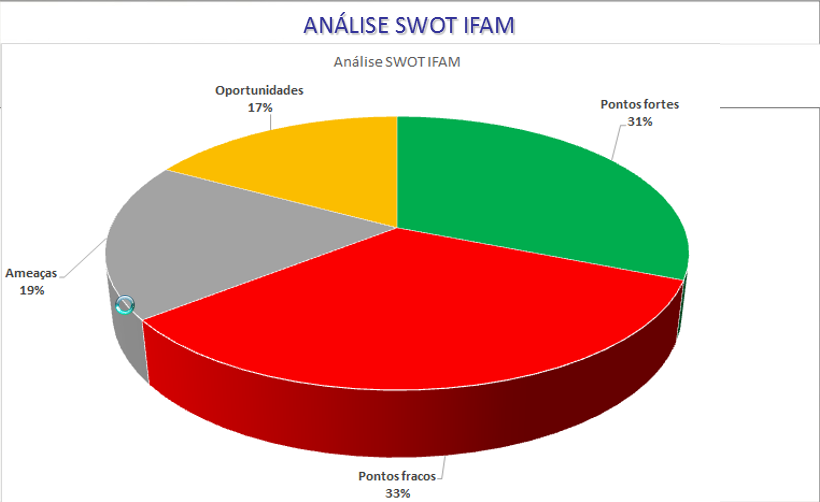 ANÁLISE SWOT IFAM
Análise SWOT IFAM
Oportunidades
17%
Pontos fortes
31%
Ameaças
19%
Pontos fracos
33%